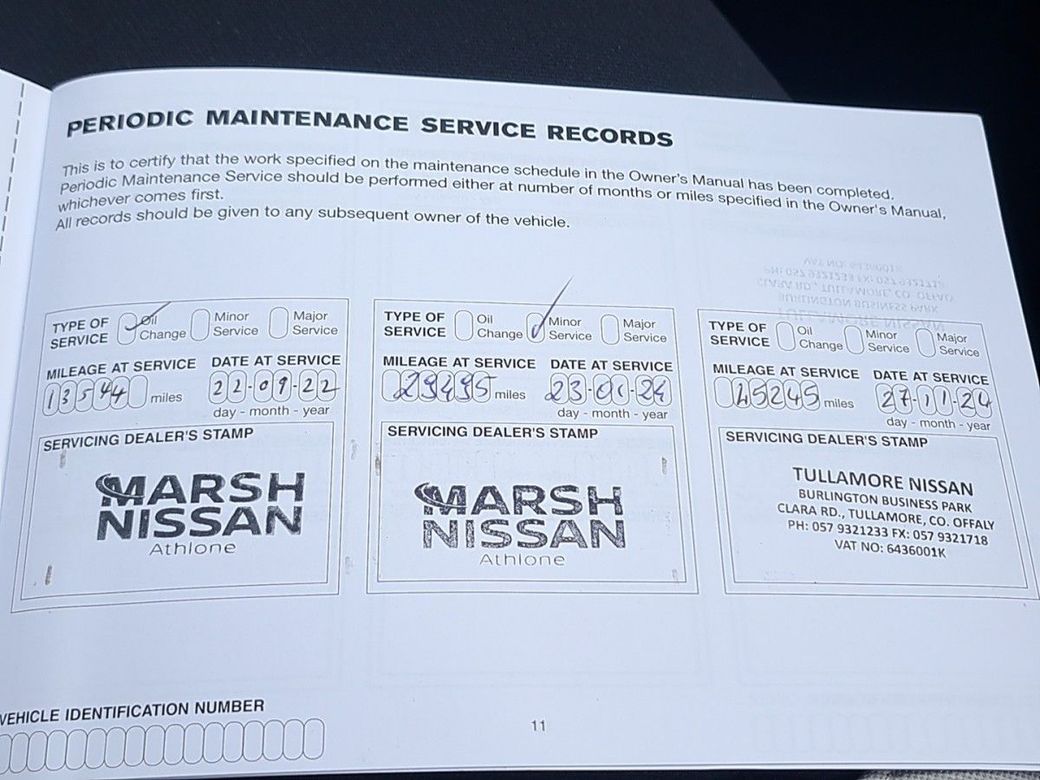 PERIODIC MAINTENANCE SERVICE RECORDS
This is to certify that the work specified on the maintenance schedule in the Owner's Manual has been completed.
Periodic Maintenance Service should be performed either at number of months or miles specified in the Owner's Manual,
whichever comes first.
All records should be given to any subsequent owner of the vehicle.
TYPE OF SERVICE Oil Change Minor Service Major Service
MILEAGE AT SERVICE DATE AT SERVICE
13544 miles 22-09-22
day - month - year
SERVICING DEALER'S STAMP
MARSH
NISSAN
Athlone
TYPE OF SERVICE Oil Change Minor Service Major Service
MILEAGE AT SERVICE DATE AT SERVICE
29495 miles 23-01-24
day - month - year
SERVICING DEALER'S STAMP
MARSH
NISSAN
Athlone
TYPE OF SERVICE Oil Change Minor Service Major Service
MILEAGE AT SERVICE DATE AT SERVICE
45245 miles 27-11-24
day - month - year
SERVICING DEALER'S STAMP
TULLAMORE NISSAN
BURLINGTON BUSINESS PARK
CLARA RD., TULLAMORE, CO. OFFALY
PH: 057 9321233 FX: 057 9321718
VAT NO: 6436001K
VEHICLE IDENTIFICATION NUMBER
11